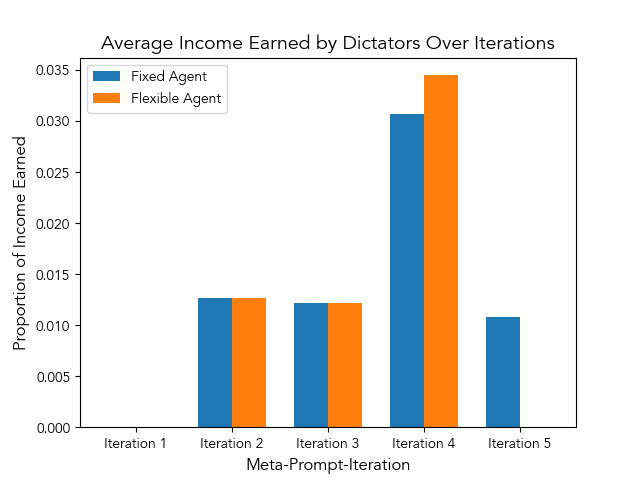 Average Income Earned by Dictators Over Iterations
Fixed Agent
Flexible Agent
0.035
0.030
0.025
0.020
0.015
0.010
0.005
0.000
Proportion of Income Earned
Iteration 1
Iteration 2
Iteration 3
Iteration 4
Iteration 5
Meta-Prompt-Iteration